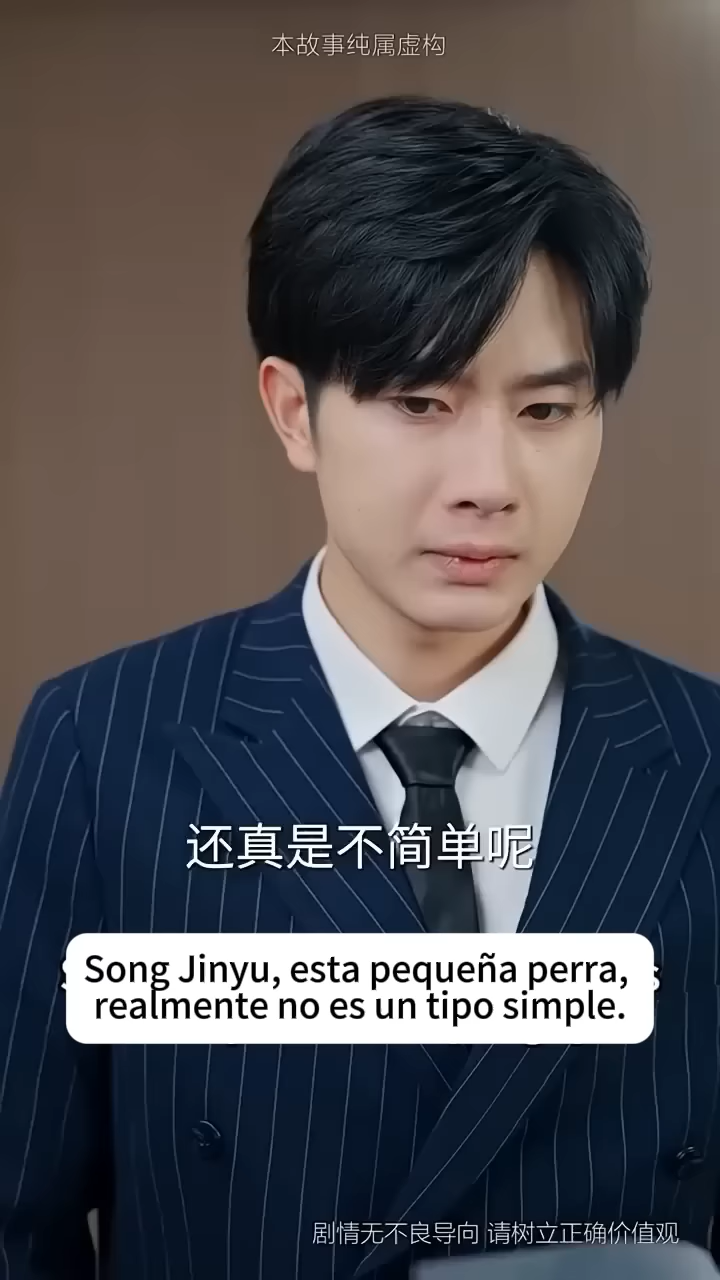 本故事纯属虚构
还真是不简单呢
Song Jinyu, esta pequeña perra,
realmente no es un tipo simple.
剧情无不良导向 请树立正确价值观